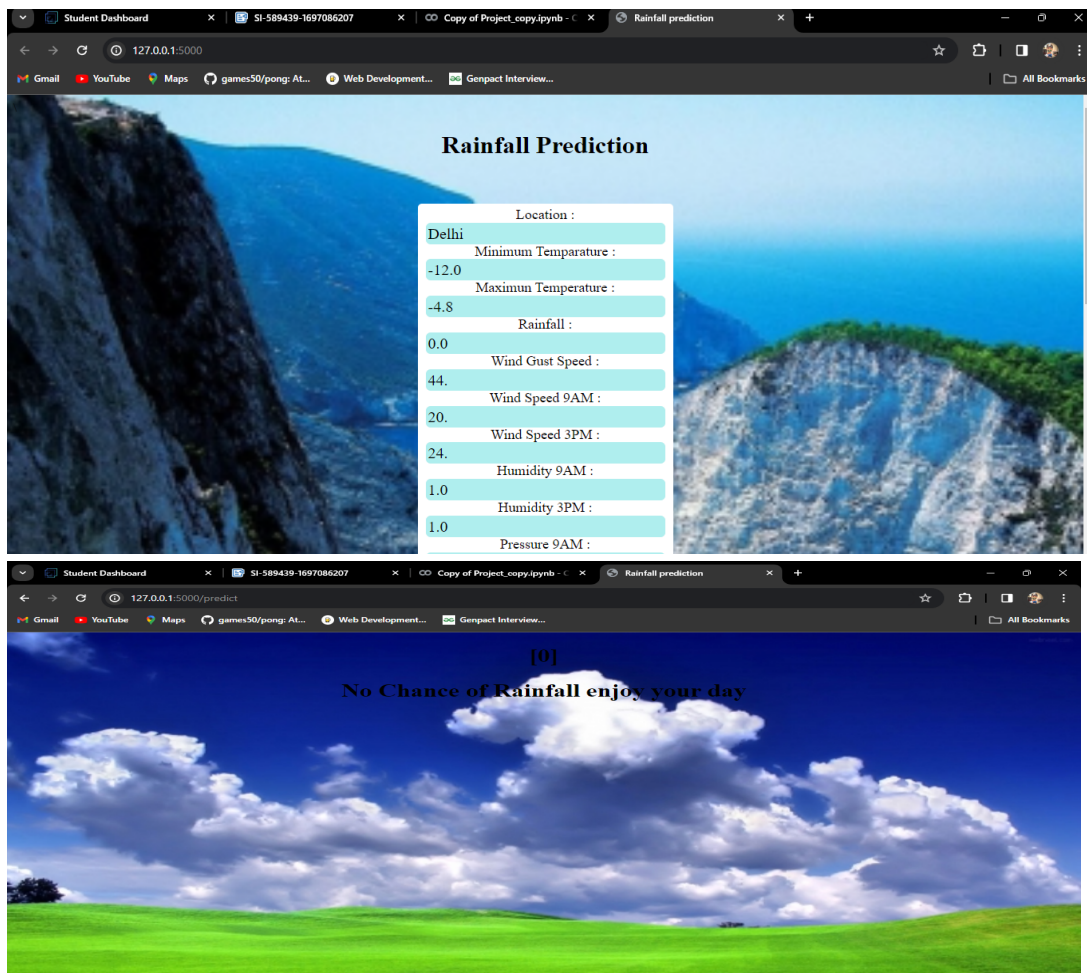 Student Dashboard
SI-589439-1697086207
Copy of Project_copy.ipynb - C
Rainfall prediction
127.0.0.1:5000
Gmail YouTube Maps games50/pong: At... Web Development... Genpact Interview... All Bookmarks
Rainfall Prediction
Location :
Delhi
Minimum Temparature :
-12.0
Maximun Temperature :
-4.8
Rainfall :
0.0
Wind Gust Speed :
44.
Wind Speed 9AM :
20.
Wind Speed 3PM :
24.
Humidity 9AM :
1.0
Humidity 3PM :
1.0
Pressure 9AM :
Student Dashboard
SI-589439-1697086207
Copy of Project_copy.ipynb - C
Rainfall prediction
127.0.0.1:5000/predict
Gmail YouTube Maps games50/pong: At... Web Development... Genpact Interview... All Bookmarks
[0]
No Chance of Rainfall enjoy your day